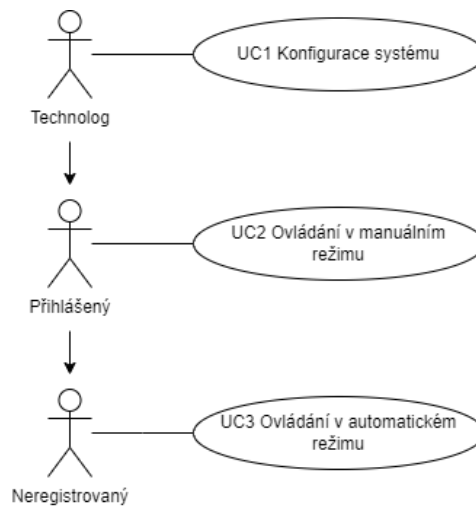 UC1 Konfigurace systému
Technolog
UC2 Ovládání v manuálním
režimu
Přihlášený
UC3 Ovládání v automatickém
režimu
Neregistrovaný